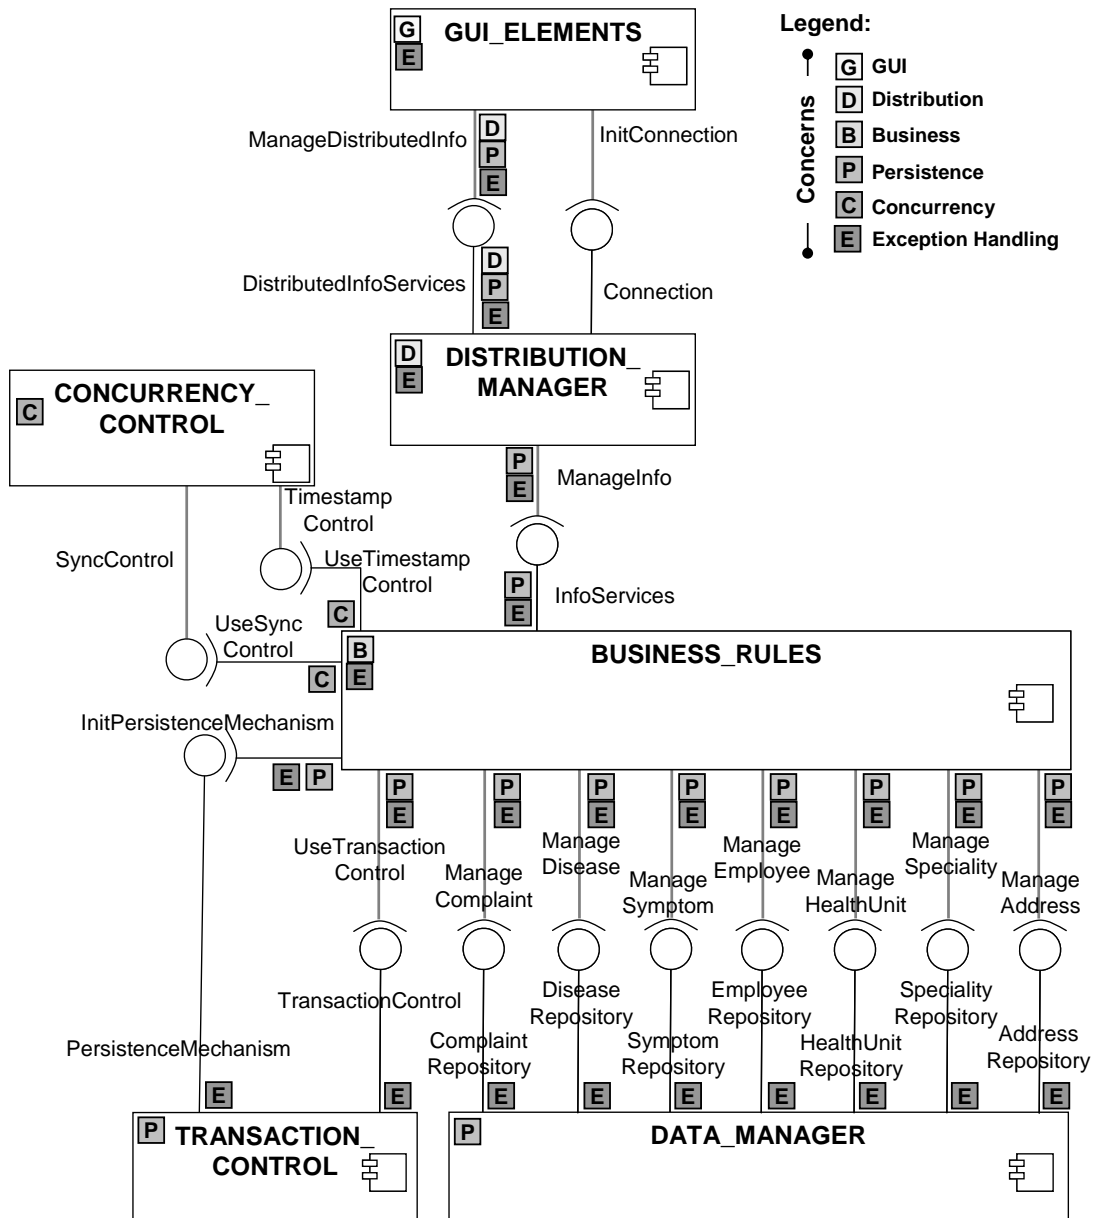 G
GUI_ELEMENTS
E
Legend:
Concerns
G GUI
D Distribution
B Business
P Persistence
C Concurrency
E Exception Handling
ManageDistributedInfo
D
P
E
InitConnection
DistributedInfoServices
D
P
E
Connection
D
E
DISTRIBUTION_
MANAGER
C
CONCURRENCY_
CONTROL
P
E
ManageInfo
Timestamp
Control
SyncControl
UseTimestamp
Control
P
E
InfoServices
C
UseSync
Control
C
B
E
BUSINESS_RULES
InitPersistenceMechanism
E P
P
E
P
E
P
E
P
E
P
E
P
E
P
E
P
E
UseTransaction
Control
Manage
Complaint
Manage
Disease
Manage
Symptom
Manage
Employee
Manage
HealthUnit
Manage
Speciality
Manage
Address
TransactionControl
Complaint
Repository
Disease
Repository
Symptom
Repository
Employee
Repository
HealthUnit
Repository
Speciality
Repository
Address
Repository
PersistenceMechanism
E
E
E
E
E
E
E
E
E
P
TRANSACTION_
CONTROL
P
DATA_MANAGER